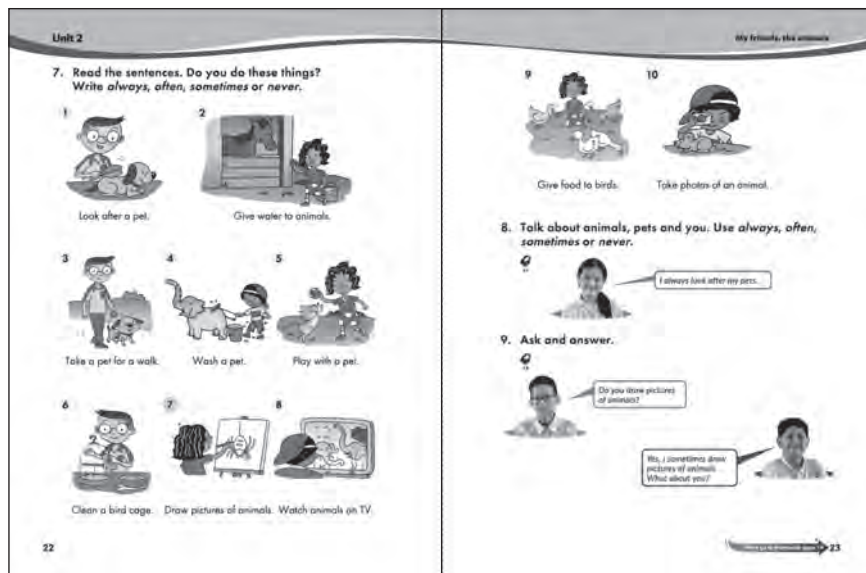 Unit 2
7. Read the sentences. Do you do these things?
Write always, often, sometimes or never.
1
2
Look after a pet.
Give water to animals.
3
4
5
Take a pet for a walk.
Wash a pet.
Play with a pet.
6
7
8
Clean a bird cage.
Draw pictures of animals.
Watch animals on TV.
22
My friends, the animals
9
10
Give food to birds.
Take photos of an animal.
8. Talk about animals, pets and you. Use always, often,
sometimes or never.
I always look after my pets.
9. Ask and answer.
Do you draw pictures
of animals?
Yes, I sometimes draw
pictures of animals.
What about you?
23